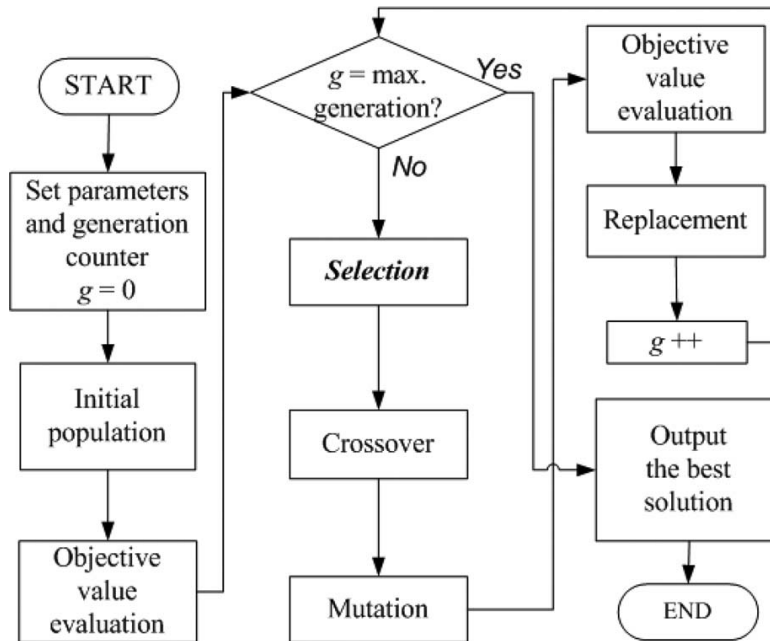 START
Set parameters
and generation
counter
g = 0
Initial
population
Objective
value
evaluation
g = max.
generation?
Yes
No
Selection
Crossover
Mutation
Objective
value
evaluation
Replacement
g ++
Output
the best
solution
END